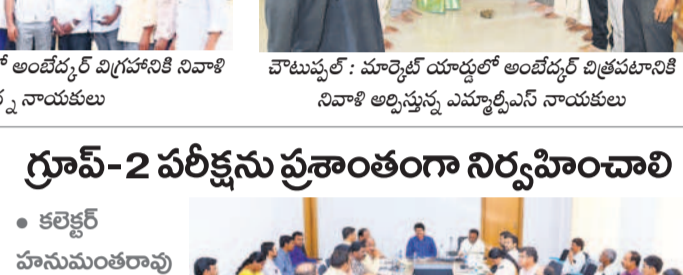 అంబేద్కర్ విగ్రహానికి నివాళి
నాయకులు
చౌటుప్పల్ : మార్కెట్ యార్డులో అంబేద్కర్ చిత్రపటానికి
నివాళి అర్పిస్తున్న ఎమ్మార్పీఎస్ నాయకులు
గ్రూప్-2 పరీక్షను ప్రశాంతంగా నిర్వహించాలి
• కలెక్టర్
హనుమంతరావు